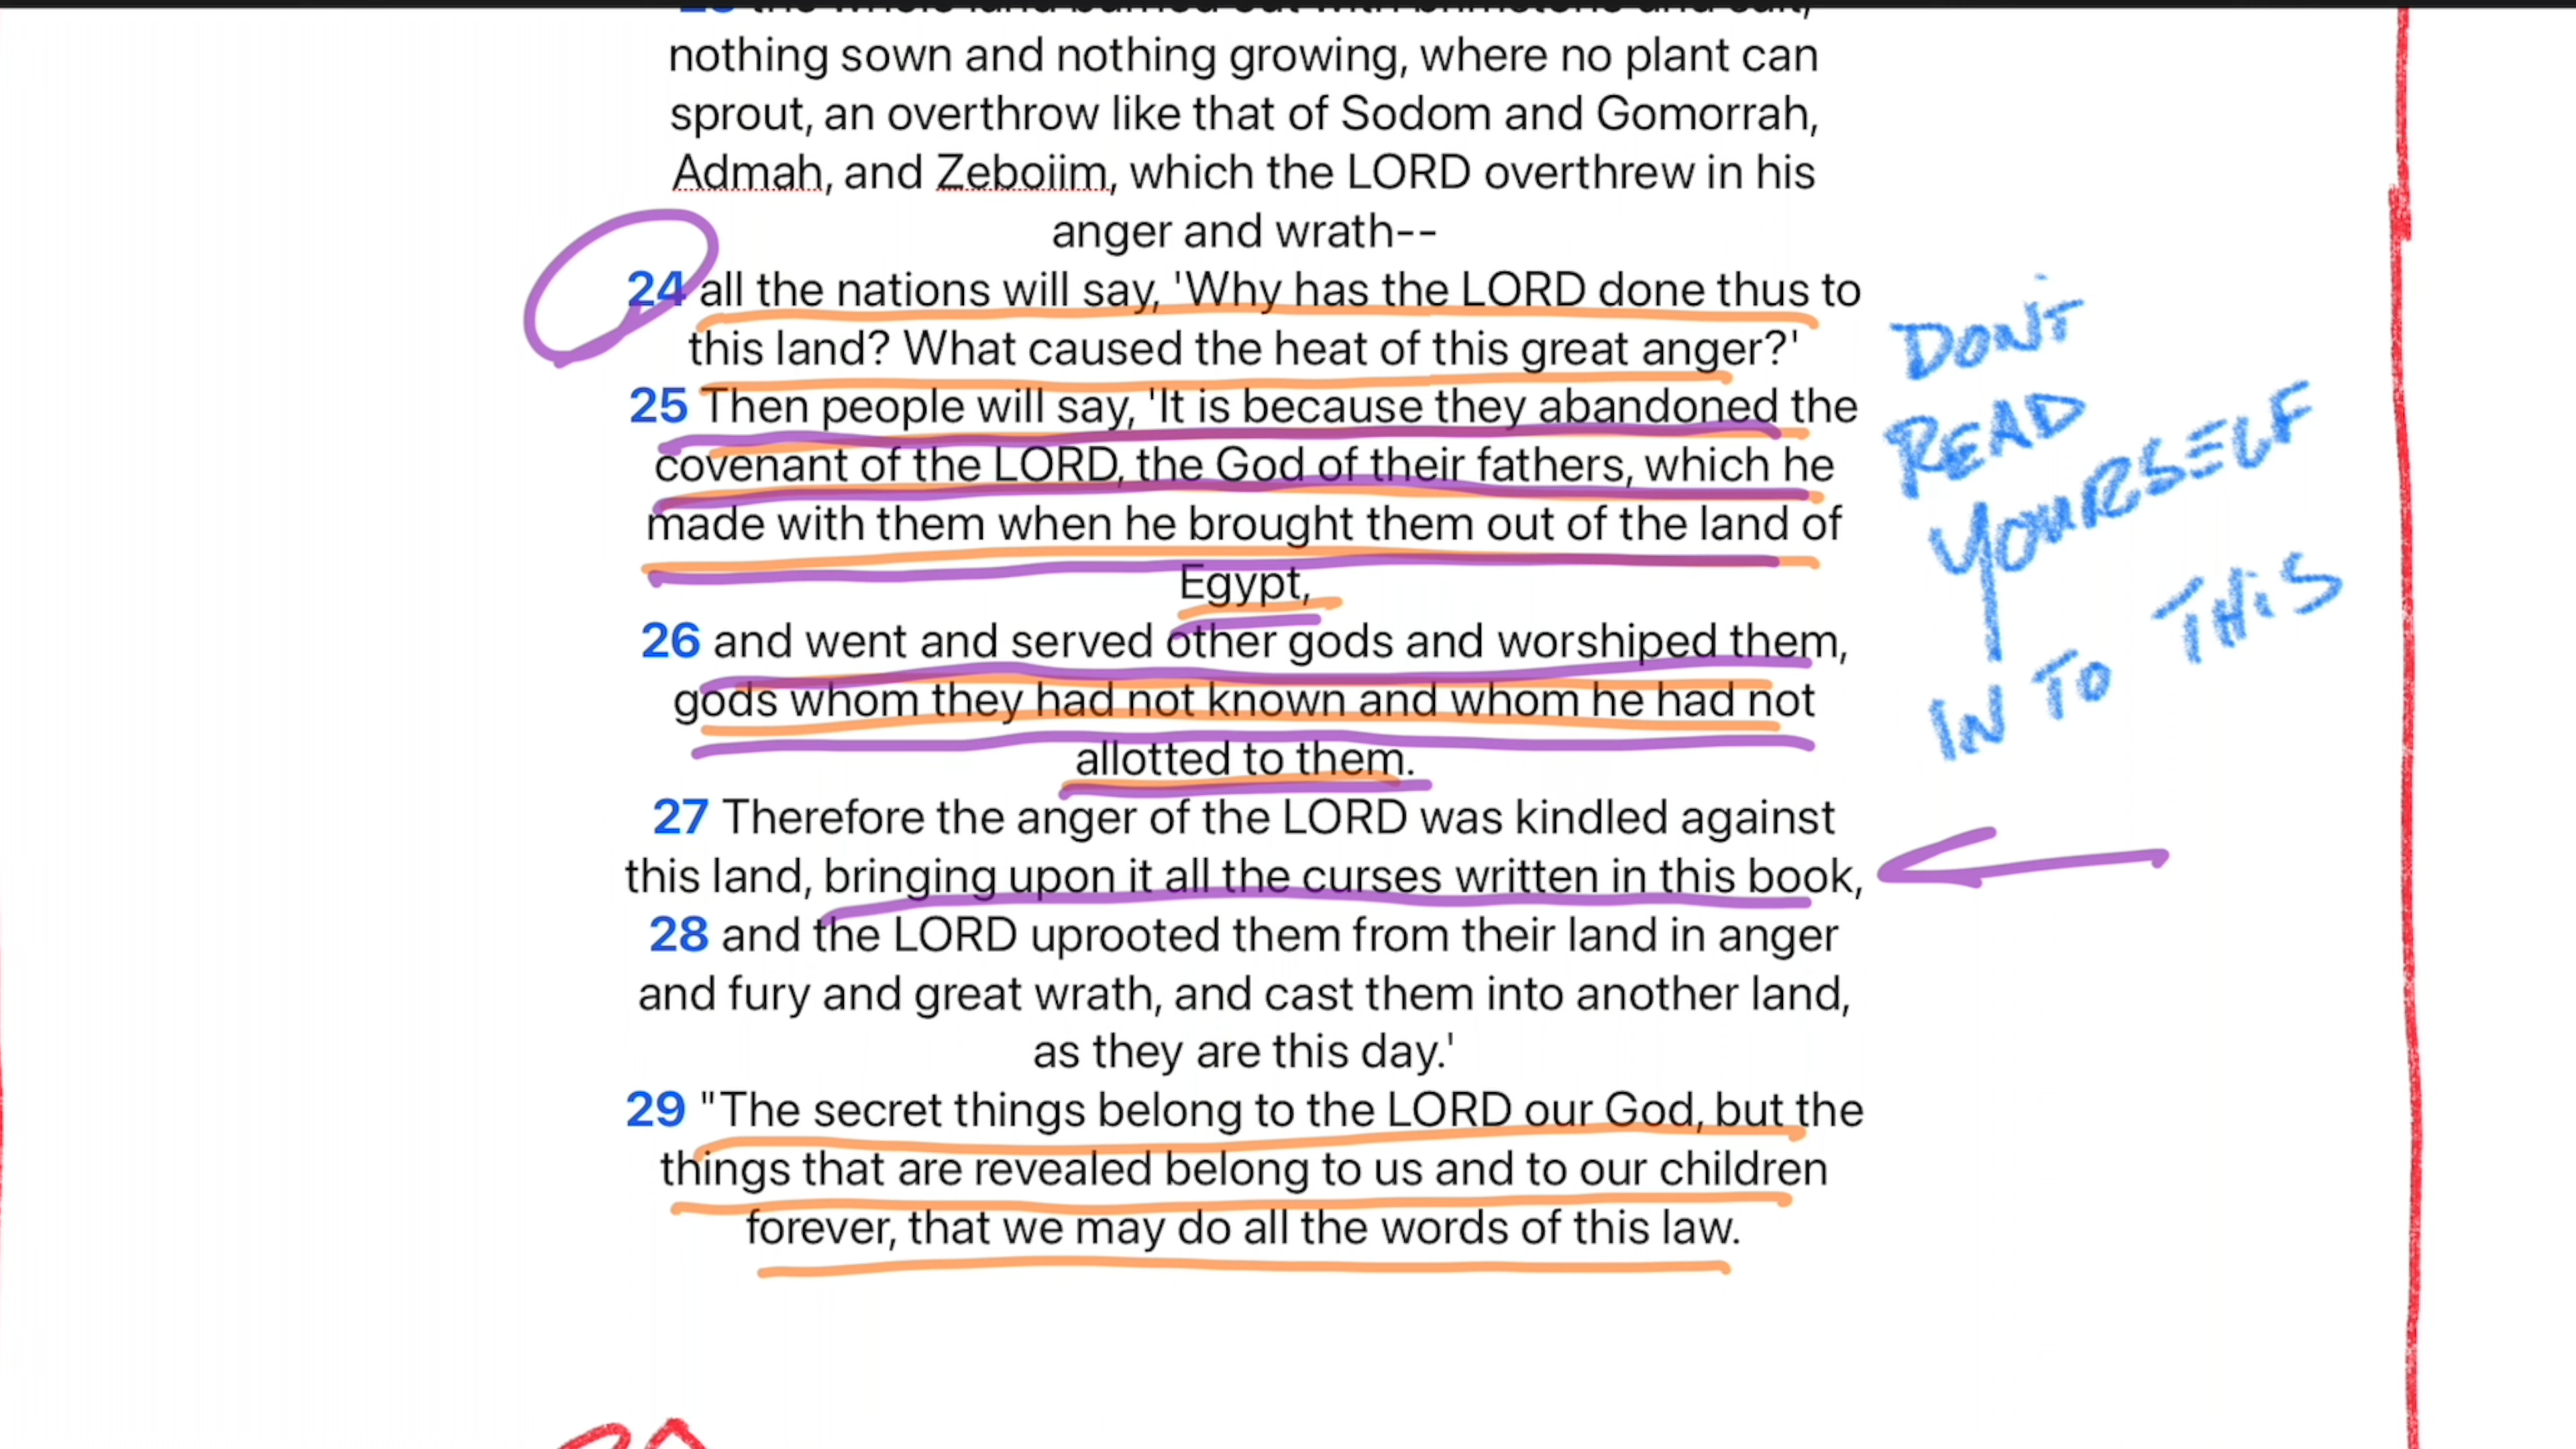 nothing sown and nothing growing, where no plant can
sprout, an overthrow like that of Sodom and Gomorrah,
Admah, and Zeboiim, which the LORD overthrew in his
anger and wrath--
24 all the nations will say, 'Why has the LORD done thus to
this land? What caused the heat of this great anger?'
25 Then people will say, 'It is because they abandoned the
covenant of the LORD, the God of their fathers, which he
made with them when he brought them out of the land of
Egypt,
26 and went and served other gods and worshiped them,
gods whom they had not known and whom he had not
allotted to them.
27 Therefore the anger of the LORD was kindled against
this land, bringing upon it all the curses written in this book,
28 and the LORD uprooted them from their land in anger
and fury and great wrath, and cast them into another land,
as they are this day.'
29 "The secret things belong to the LORD our God, but the
things that are revealed belong to us and to our children
forever, that we may do all the words of this law.
DON'T
READ
YOURSELF
IN TO THIS